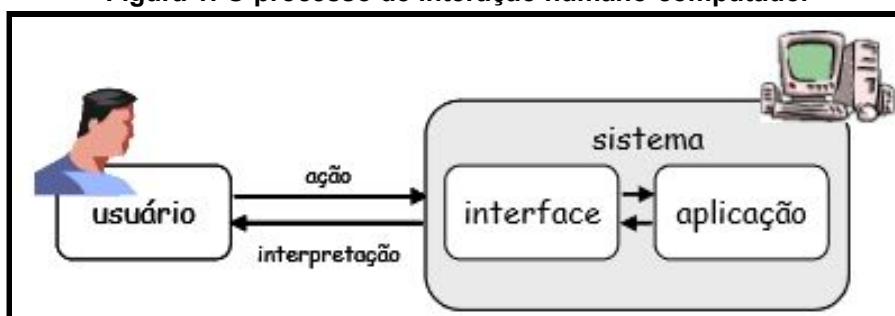 Figura 1: O processo de interação humano-computador
sistema
ação
usuário
interface
aplicação
interpretação